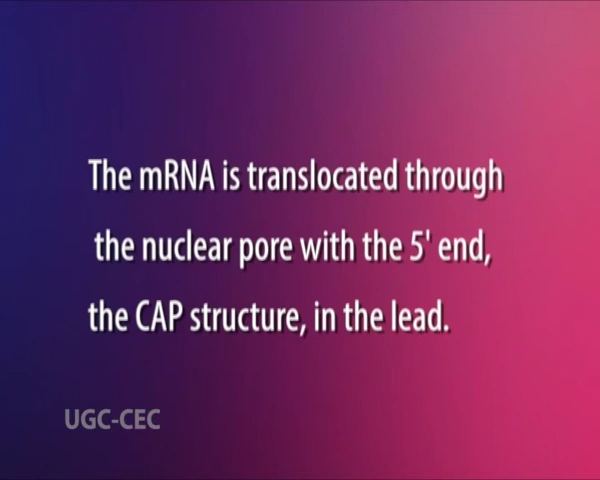 The mRNA is translocated through
the nuclear pore with the 5' end,
the CAP structure, in the lead.
UGC-CEC